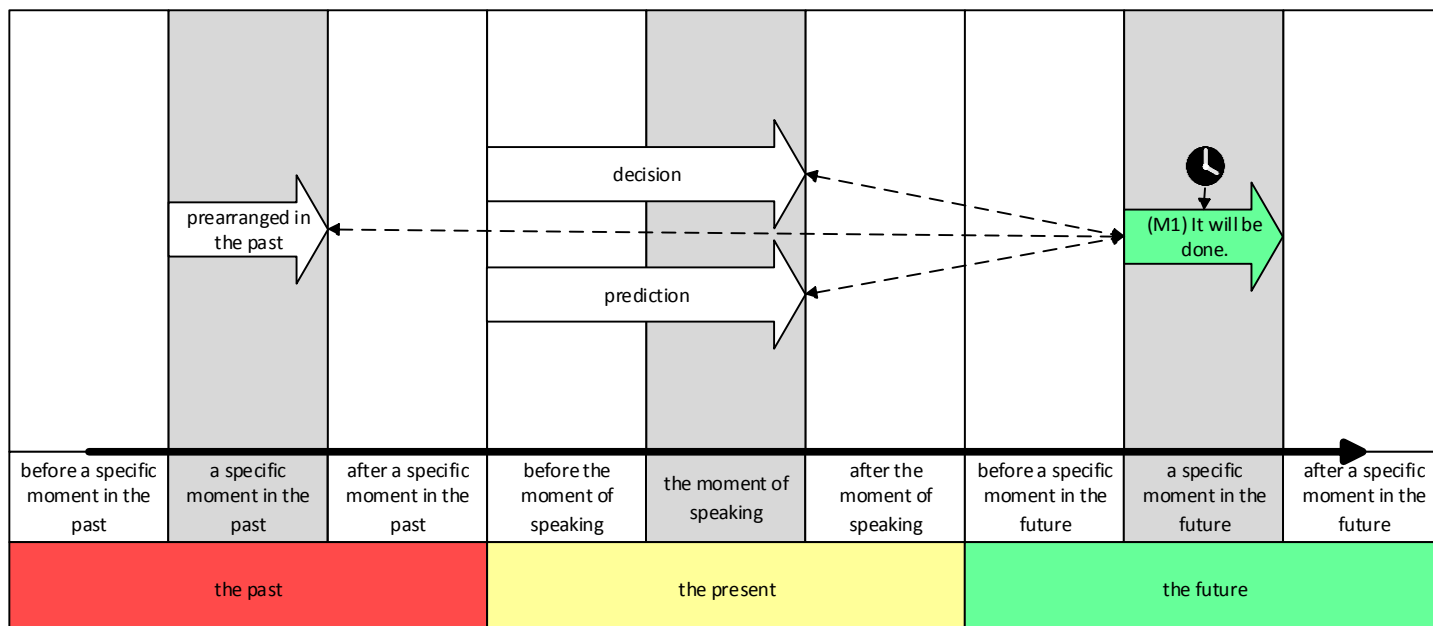 decision
prearranged in
the past
(M1) It will be
done.
prediction
before a specific
moment in the
past
a specific
moment in the
past
after a specific
moment in the
past
before the
moment of
speaking
the moment of
speaking
after the
moment of
speaking
before a specific
moment in the
future
a specific
moment in the
future
after a specific
moment in the
future
the past
the present
the future